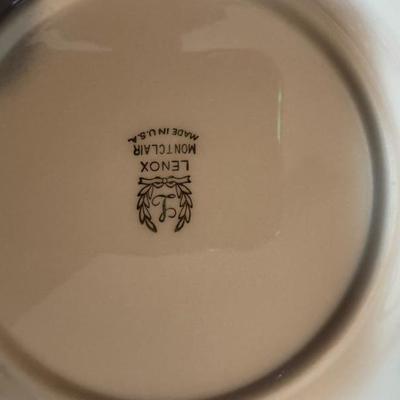 L
LENOX
MONTCLAIR
MADE IN U.S.A.